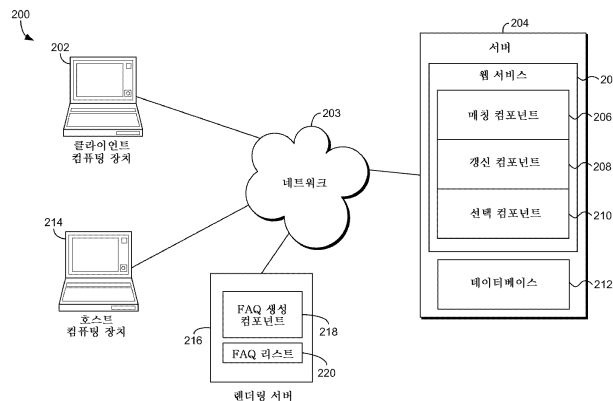 200
202
클라이언트
컴퓨팅 장치
203
네트워크
204
서버
웹 서비스
20
매칭 컴포넌트
206
갱신 컴포넌트
208
선택 컴포넌트
210
데이터베이스
212
214
호스트
컴퓨팅 장치
FAQ 생성
컴포넌트
216
218
FAQ 리스트
220
렌더링 서버